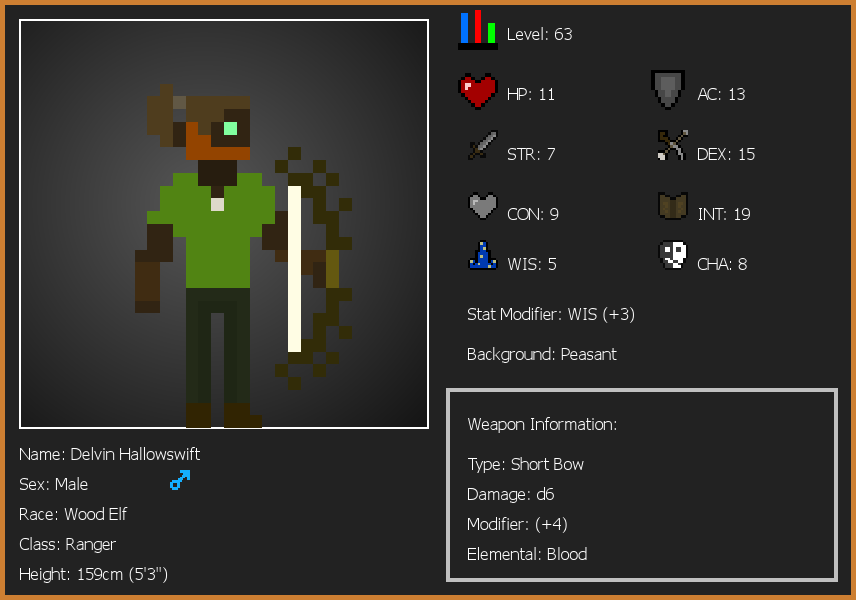 Level: 63
HP: 11
AC: 13
STR: 7
DEX: 15
CON: 9
INT: 19
WIS: 5
CHA: 8
Stat Modifier: WIS (+3)
Background: Peasant
Weapon Information:
Type: Short Bow
Damage: d6
Modifier: (+4)
Elemental: Blood
Name: Delvin Hallowswift
Sex: Male
Race: Wood Elf
Class: Ranger
Height: 159cm (5'3")